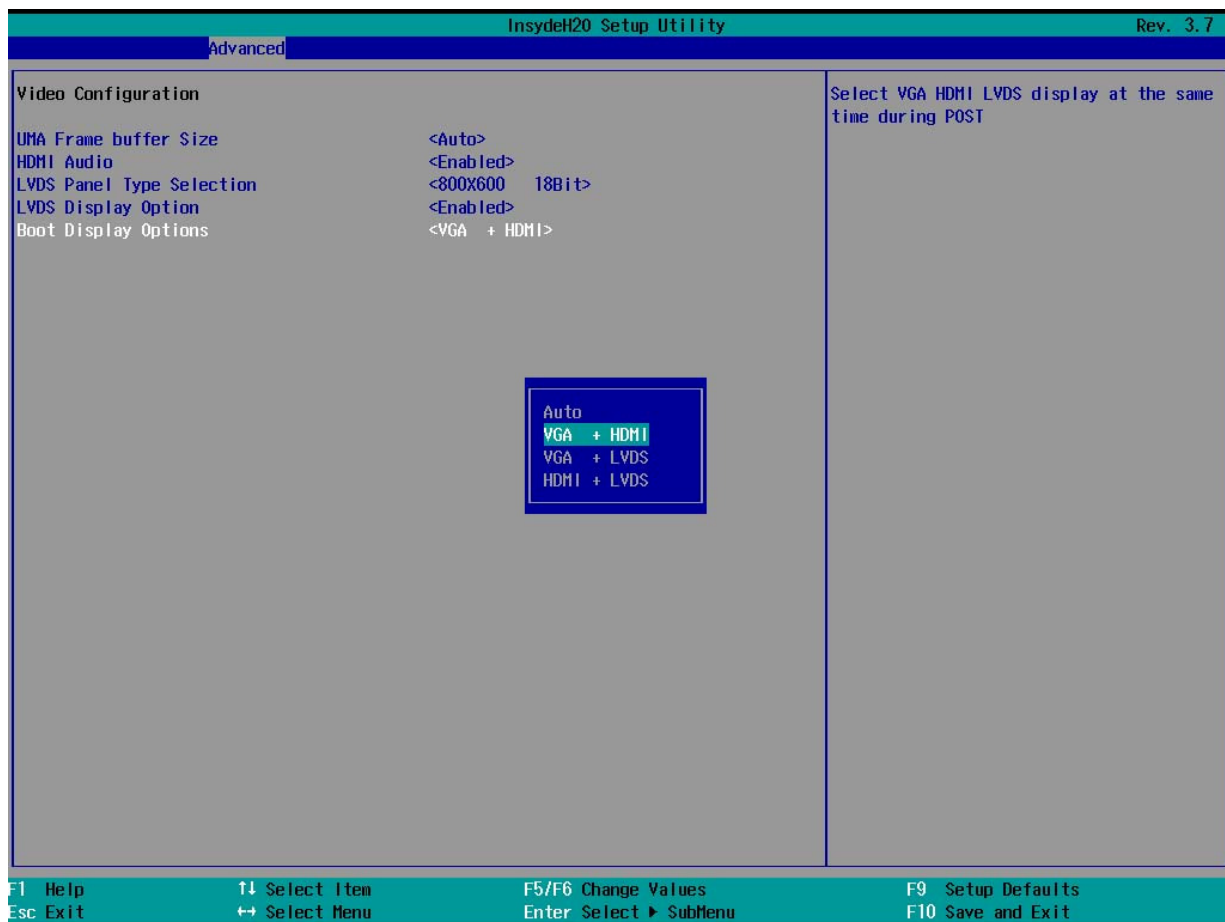 InsydeH20 Setup Utility Rev. 3.7
Advanced
Video Configuration
UMA Frame buffer Size <Auto>
HDMI Audio <Enabled>
LVDS Panel Type Selection <800X600 18Bit>
LVDS Display Option <Enabled>
Boot Display Options <VGA + HDMI>
Select VGA HDMI LVDS display at the same
time during POST
Auto
VGA + HDMI
VGA + LVDS
HDMI + LVDS
F1 Help ↑↓ Select Item F5/F6 Change Values F9 Setup Defaults
Esc Exit ↔ Select Menu Enter Select ▶ SubMenu F10 Save and Exit